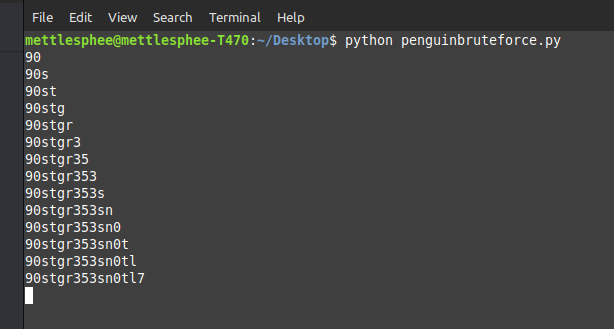 File Edit View Search Terminal Help
mettlesphee@mettlesphee-T470:~/Desktop$ python penguinbruteforce.py
90
90s
90st
90stg
90stgr
90stgr3
90stgr35
90stgr353
90stgr353s
90stgr353sn
90stgr353sn0
90stgr353sn0t
90stgr353sn0tl
90stgr353sn0tl7